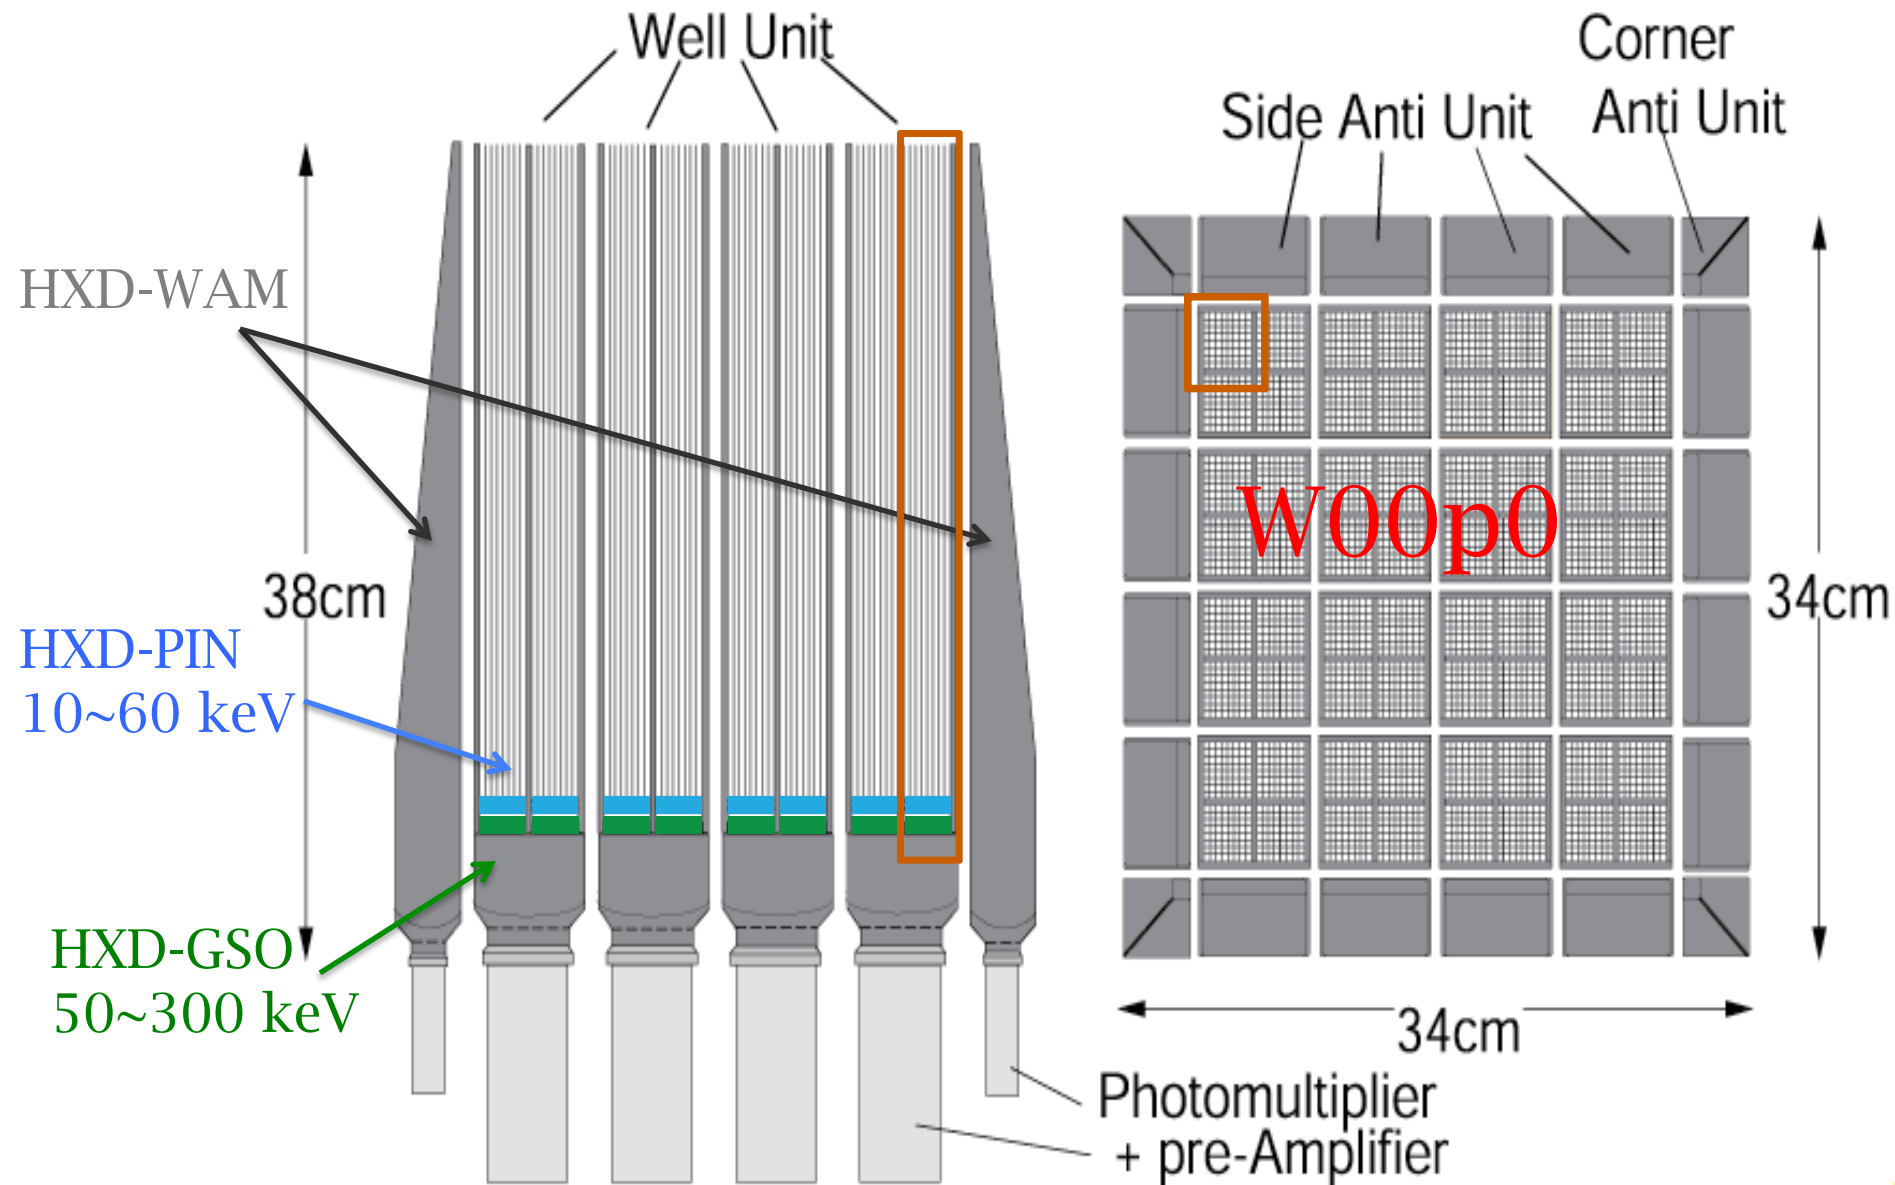 Well Unit
Corner
Anti Unit
Side Anti Unit
HXD-WAM
W00p0
38cm
34cm
HXD-PIN
10~60 keV
HXD-GSO
50~300 keV
34cm
Photomultiplier
+ pre-Amplifier